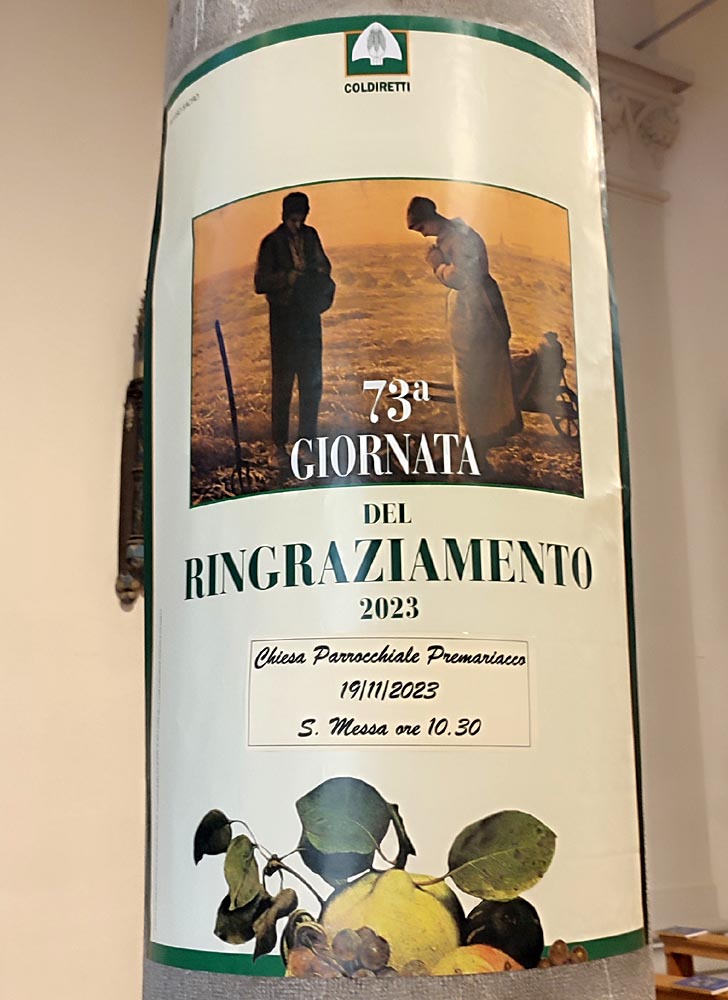 COLDIRETTI
73ª
GIORNATA
DEL
RINGRAZIAMENTO
2023
Chiesa Parrocchiale Premariacco
19/11/2023
S. Messa ore 10.30